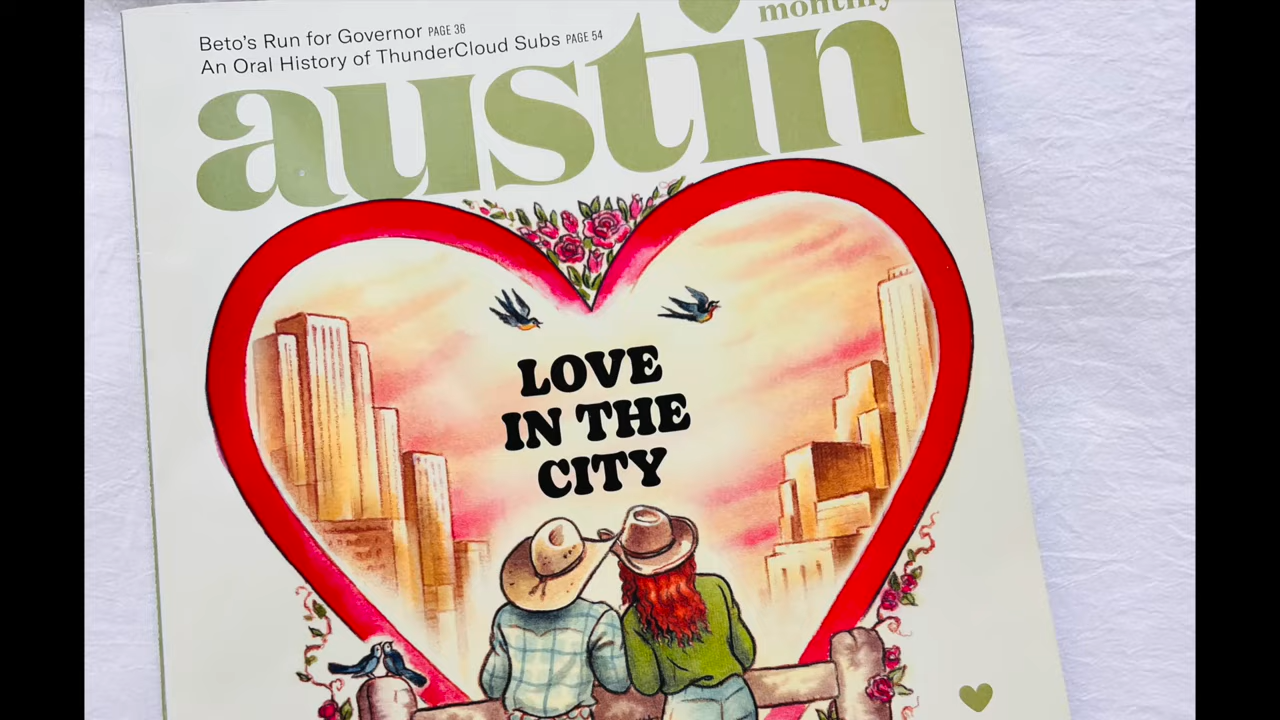 monthly
Beto's Run for Governor PAGE 36
An Oral History of ThunderCloud Subs PAGE 54
austin
LOVE
IN THE
CITY